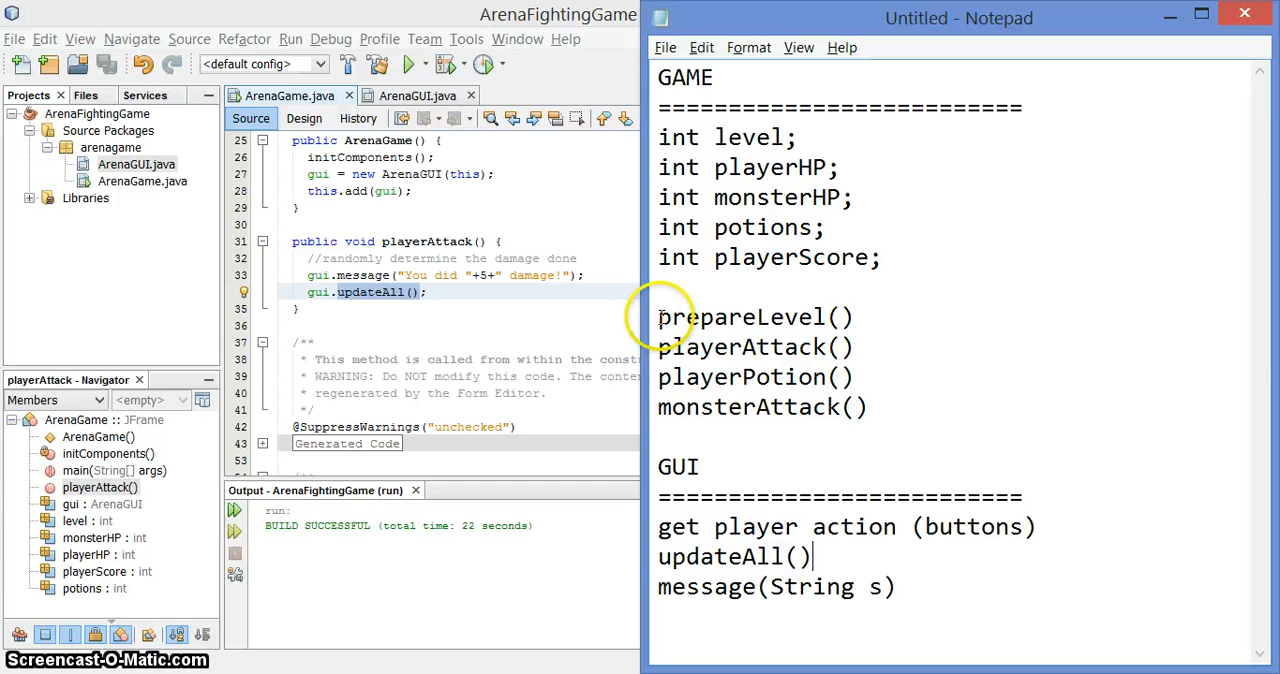 ArenaFightingGame
File Edit View Navigate Source Refactor Run Debug Profile Team Tools Window Help
<default config>
Projects Files Services
ArenaFightingGame
Source Packages
arenagame
ArenaGUI.java
ArenaGame.java
Libraries
playerAttack - Navigator
Members <empty>
ArenaGame :: JFrame
ArenaGame()
initComponents()
main(String[] args)
playerAttack()
gui : ArenaGUI
level : int
monsterHP : int
playerHP : int
playerScore : int
potions : int
ArenaGame.java ArenaGUI.java
Source Design History
25 public ArenaGame() {
26 initComponents();
27 gui = new ArenaGUI(this);
28 this.add(gui);
29 }
30
31 public void playerAttack() {
32 //randomly determine the damage done
33 gui.message("You did "+5+" damage!");
gui.updateAll();
35 }
36
37 /**
38 * This method is called from within the const
39 * WARNING: Do NOT modify this code. The conte
40 * regenerated by the Form Editor.
41 */
42 @SuppressWarnings("unchecked")
43 Generated Code
53
Output - ArenaFightingGame (run)
run:
BUILD SUCCESSFUL (total time: 22 seconds)
Untitled - Notepad
File Edit Format View Help
GAME
==========================
int level;
int playerHP;
int monsterHP;
int potions;
int playerScore;
prepareLevel()
playerAttack()
playerPotion()
monsterAttack()
GUI
==========================
get player action (buttons)
updateAll()
message(String s)
Screencast-O-Matic.com